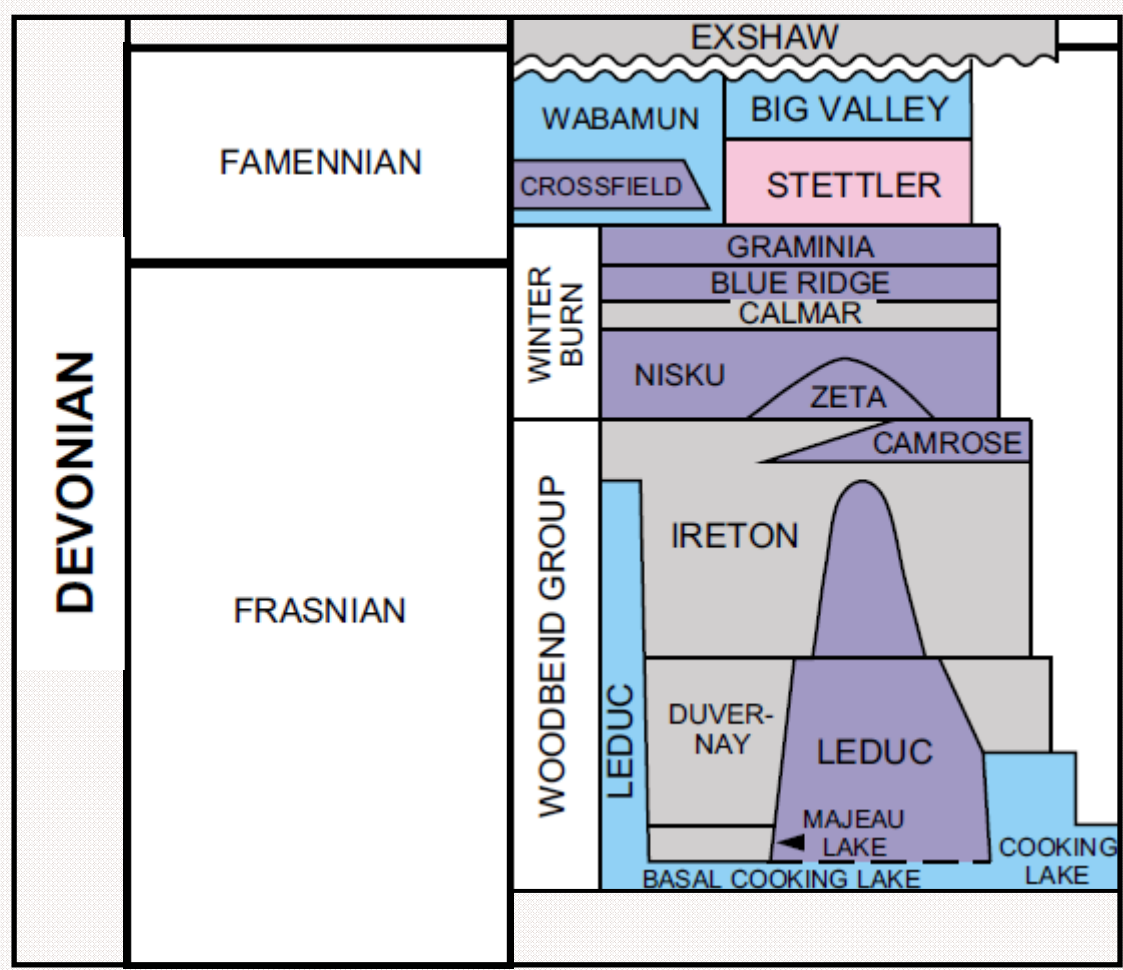 EXSHAW
WABAMUN
BIG VALLEY
FAMENNIAN
CROSSFIELD
STETTLER
GRAMINIA
BLUE RIDGE
CALMAR
WINTER
BURN
NISKU
ZETA
CAMROSE
DEVONIAN
FRASNIAN
WOODBEND GROUP
IRETON
LEDUC
DUVER-
NAY
LEDUC
MAJEAU
LAKE
COOKING
LAKE
BASAL COOKING LAKE